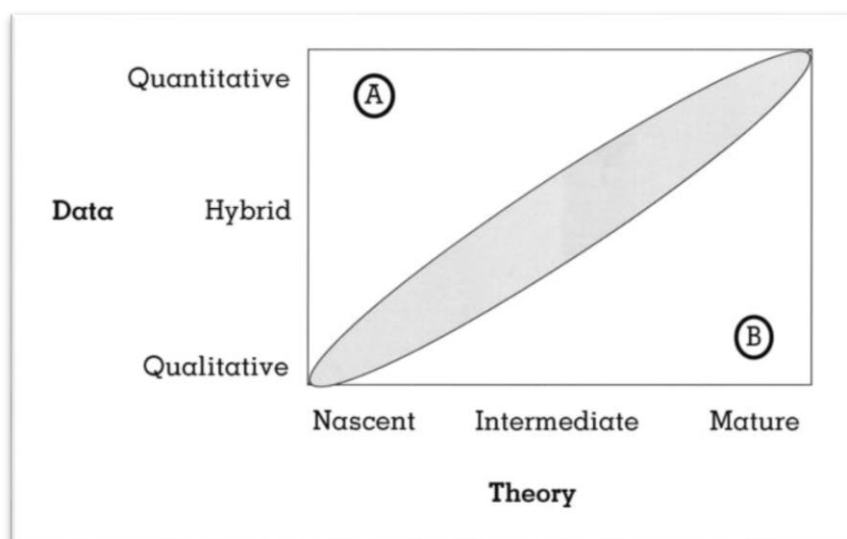 Quantitative
A
Data
Hybrid
B
Qualitative
Nascent
Intermediate
Mature
Theory